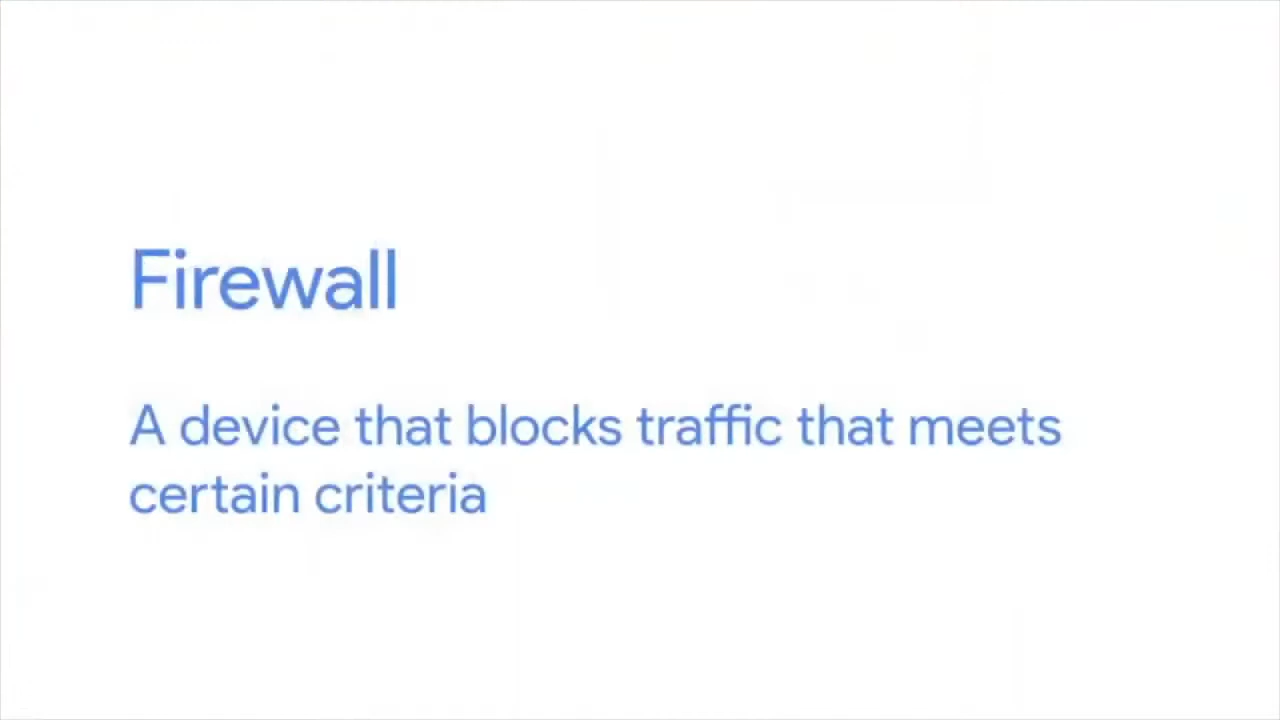 Firewall
A device that blocks traffic that meets
certain criteria